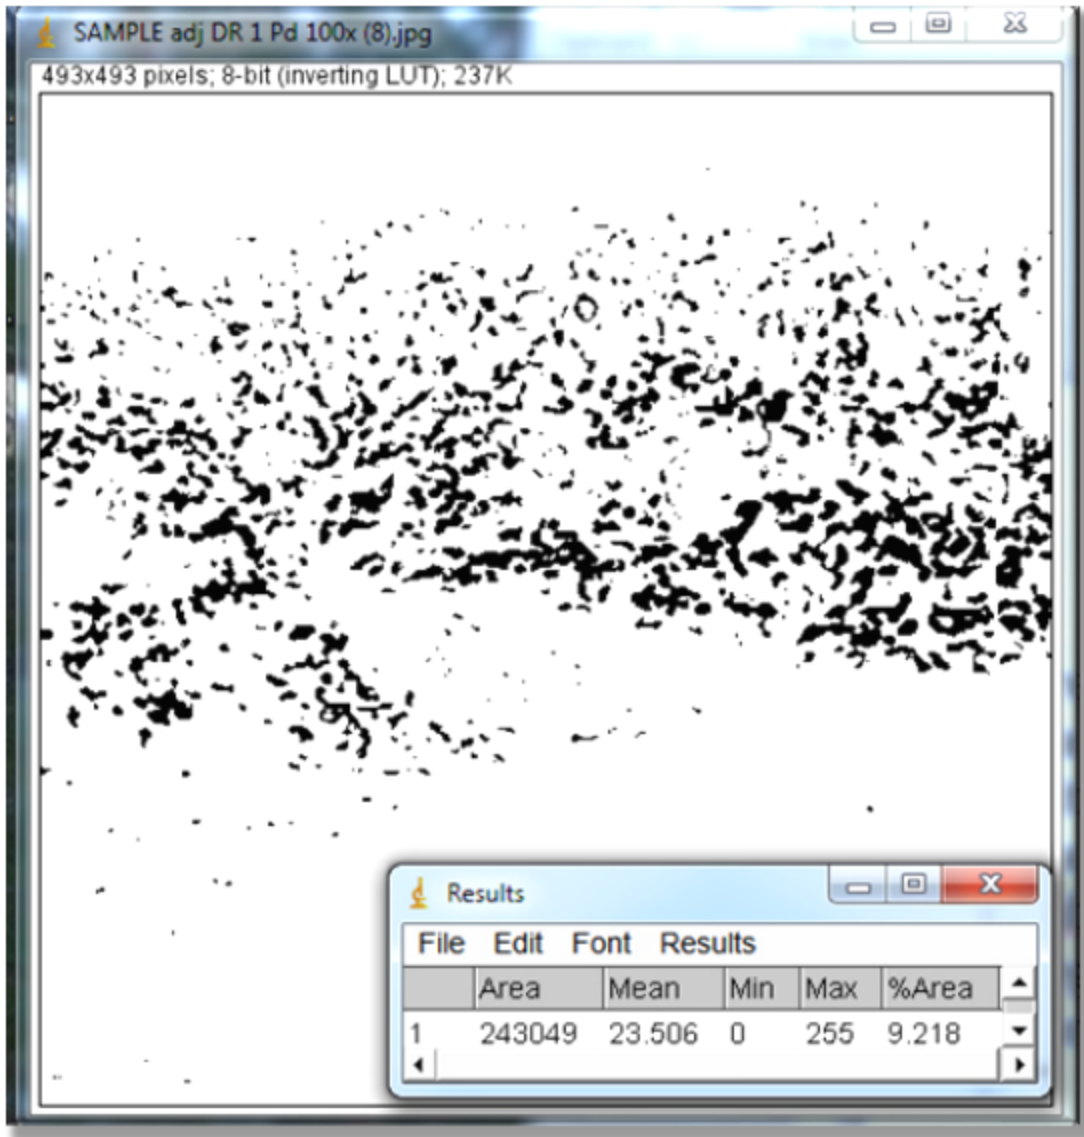 SAMPLE adj DR 1 Pd 100x (8).jpg
493x493 pixels; 8-bit (inverting LUT); 237K
Results
File Edit Font Results
Area Mean Min Max %Area
1 243049 23.506 0 255 9.218